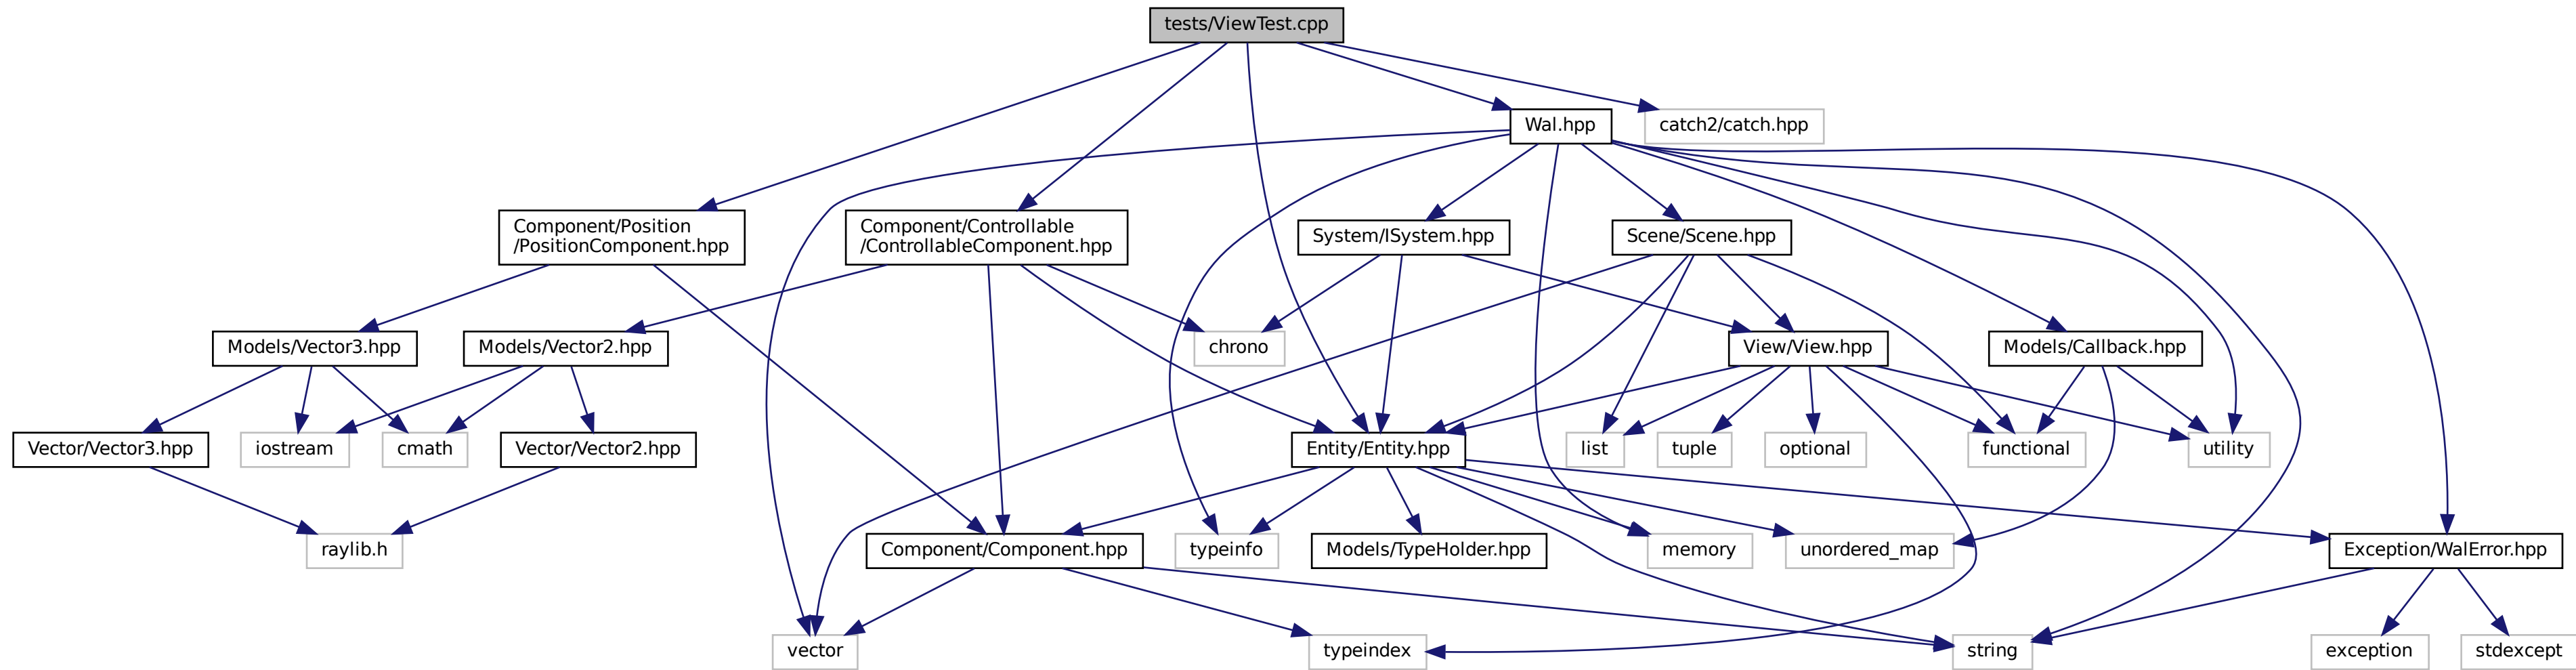 tests/ViewTest.cpp
Wal.hpp
catch2/catch.hpp
Component/Position
/PositionComponent.hpp
Component/Controllable
/ControllableComponent.hpp
System/ISystem.hpp
Scene/Scene.hpp
Models/Vector3.hpp
Models/Vector2.hpp
chrono
View/View.hpp
Models/Callback.hpp
Vector/Vector3.hpp
iostream
cmath
Vector/Vector2.hpp
Entity/Entity.hpp
list
tuple
optional
functional
utility
raylib.h
Component/Component.hpp
typeinfo
Models/TypeHolder.hpp
memory
unordered_map
Exception/WalError.hpp
vector
typeindex
string
exception
stdexcept